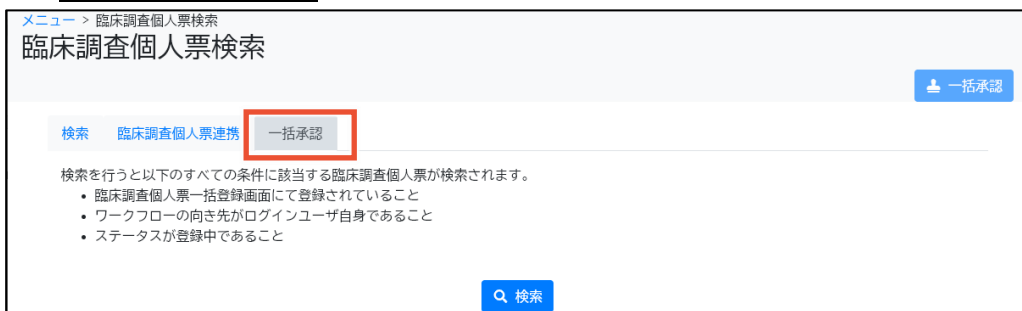 メニュー > 臨床調査個人票検索
臨床調査個人票検索
一括承認
検索 臨床調査個人票連携 一括承認
検索を行うと以下のすべての条件に該当する臨床調査個人票が検索されます。
• 臨床調査個人票一括登録画面にて登録されていること
• ワークフローの向き先がログインユーザ自身であること
• ステータスが登録中であること
検索